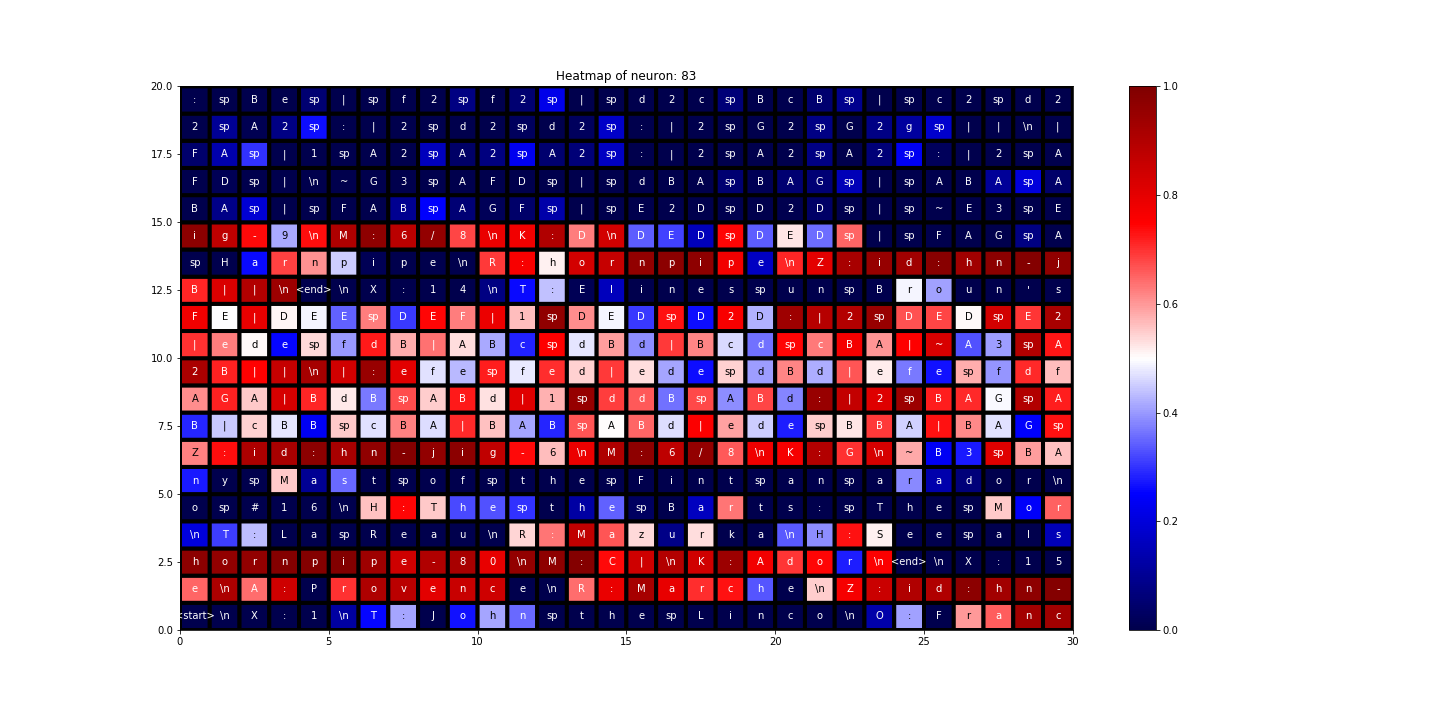 Heatmap of neuron: 83
20.0 : sp B e sp | sp f 2 sp f 2 sp | sp d 2 c sp B c B sp | sp c 2 sp d 2 1.0
2 sp A 2 sp : | 2 sp d 2 sp d 2 sp : | 2 sp G 2 sp G 2 g sp | | \n |
17.5 F A sp | 1 sp A 2 sp A 2 sp A 2 sp : | 2 sp A 2 sp A 2 sp : | 2 sp A
F D sp | \n ~ G 3 sp A F D sp | sp d B A sp B A G sp | sp A B A sp A
B A sp | sp F A B sp A G F sp | sp E 2 D sp D 2 D sp | sp ~ E 3 sp E 0.8
15.0 i g - 9 \n M : 6 / 8 \n K : D \n D E D sp D E D sp | sp F A G sp A
sp H a r n p i p e \n R : h o r n p i p e \n Z : i d : h n - j
12.5 B | | \n <end> \n X : 1 4 \n T : E l i n e s p u n sp B r o u n ' s 0.6
F E | D E E sp D E F | 1 sp D E D sp D 2 D : | 2 sp D E D sp E 2
10.0 | e d e sp f d B | A B c sp d B d | B c d sp c B A | ~ A 3 sp A
2 B | | \n | : e f e sp f e d | e d e sp d B d | e f e sp f d f
A G A | B d B sp A B d | 1 sp d d B sp A B d : | 2 sp B A G sp A 0.4
7.5 B | c B B sp c B A | B A B sp A B d | e d e sp B B A | B A G sp
Z : i d : h n - j i g - 6 \n M : 6 / 8 \n K : G \n ~ B 3 sp B A
5.0 n y sp M a s t sp o f sp t h e sp F i n t sp a n sp a r a d o r \n
o sp # 1 6 \n H : T h e sp t h e sp B a r t s : sp T h e sp M o r 0.2
\n T : L a sp R e a u \n R : M a z u r k a \n H : S e e sp a l s
2.5 h o r n p i p e - 8 0 \n M : C | \n K : A d o r \n <end> \n X : 1 5
e \n A : P r o v e n c e \n R : M a r c h e \n Z : i d : h n -
<start> \n X : 1 \n T : J o h n sp t h e sp L i n c o \n O : F r a n c
0.0 0.0
0 5 10 15 20 25 30